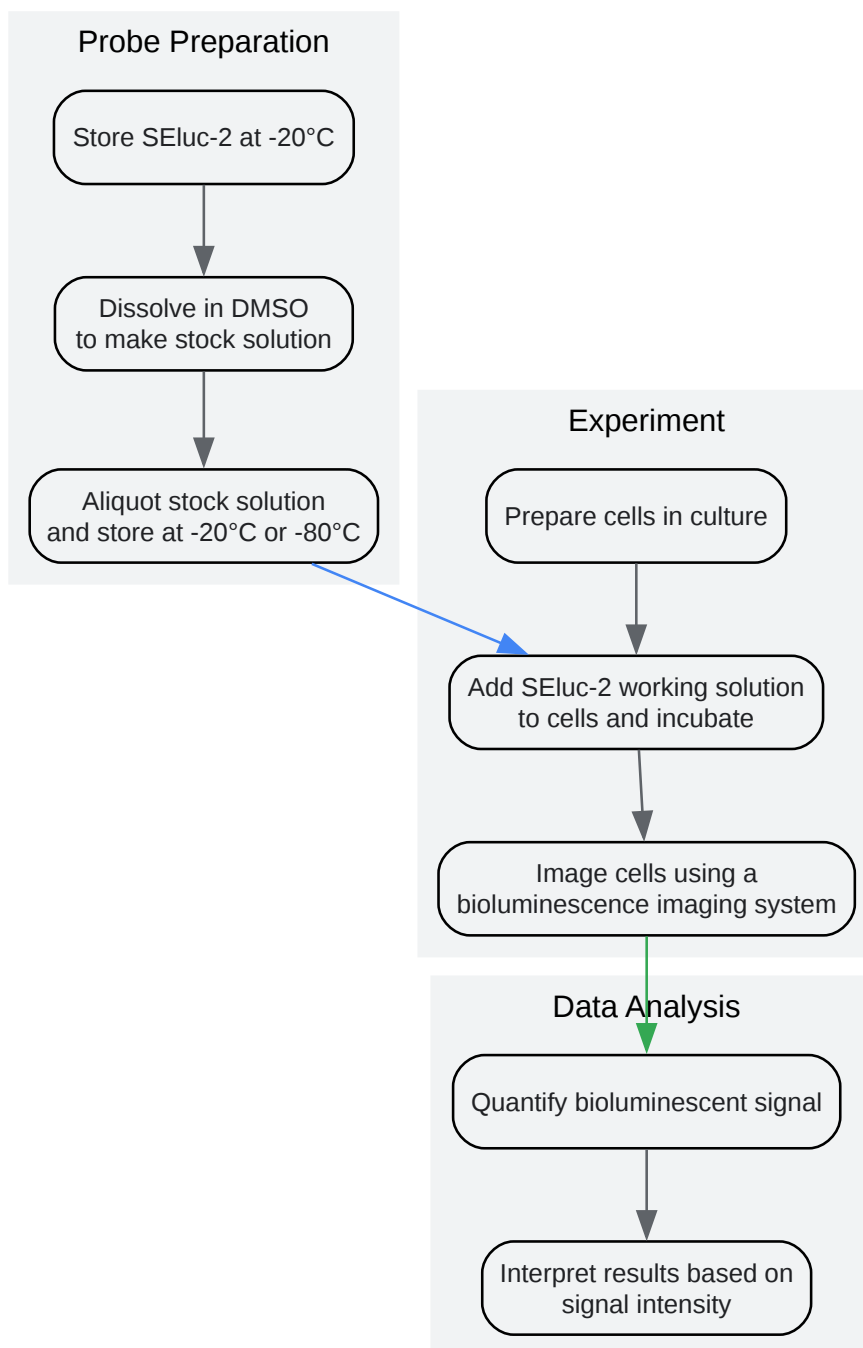 Probe Preparation
Store SEluc-2 at -20°C
Dissolve in DMSO
to make stock solution
Aliquot stock solution
and store at -20°C or -80°C
Experiment
Prepare cells in culture
Add SEluc-2 working solution
to cells and incubate
Image cells using a
bioluminescence imaging system
Data Analysis
Quantify bioluminescent signal
Interpret results based on
signal intensity